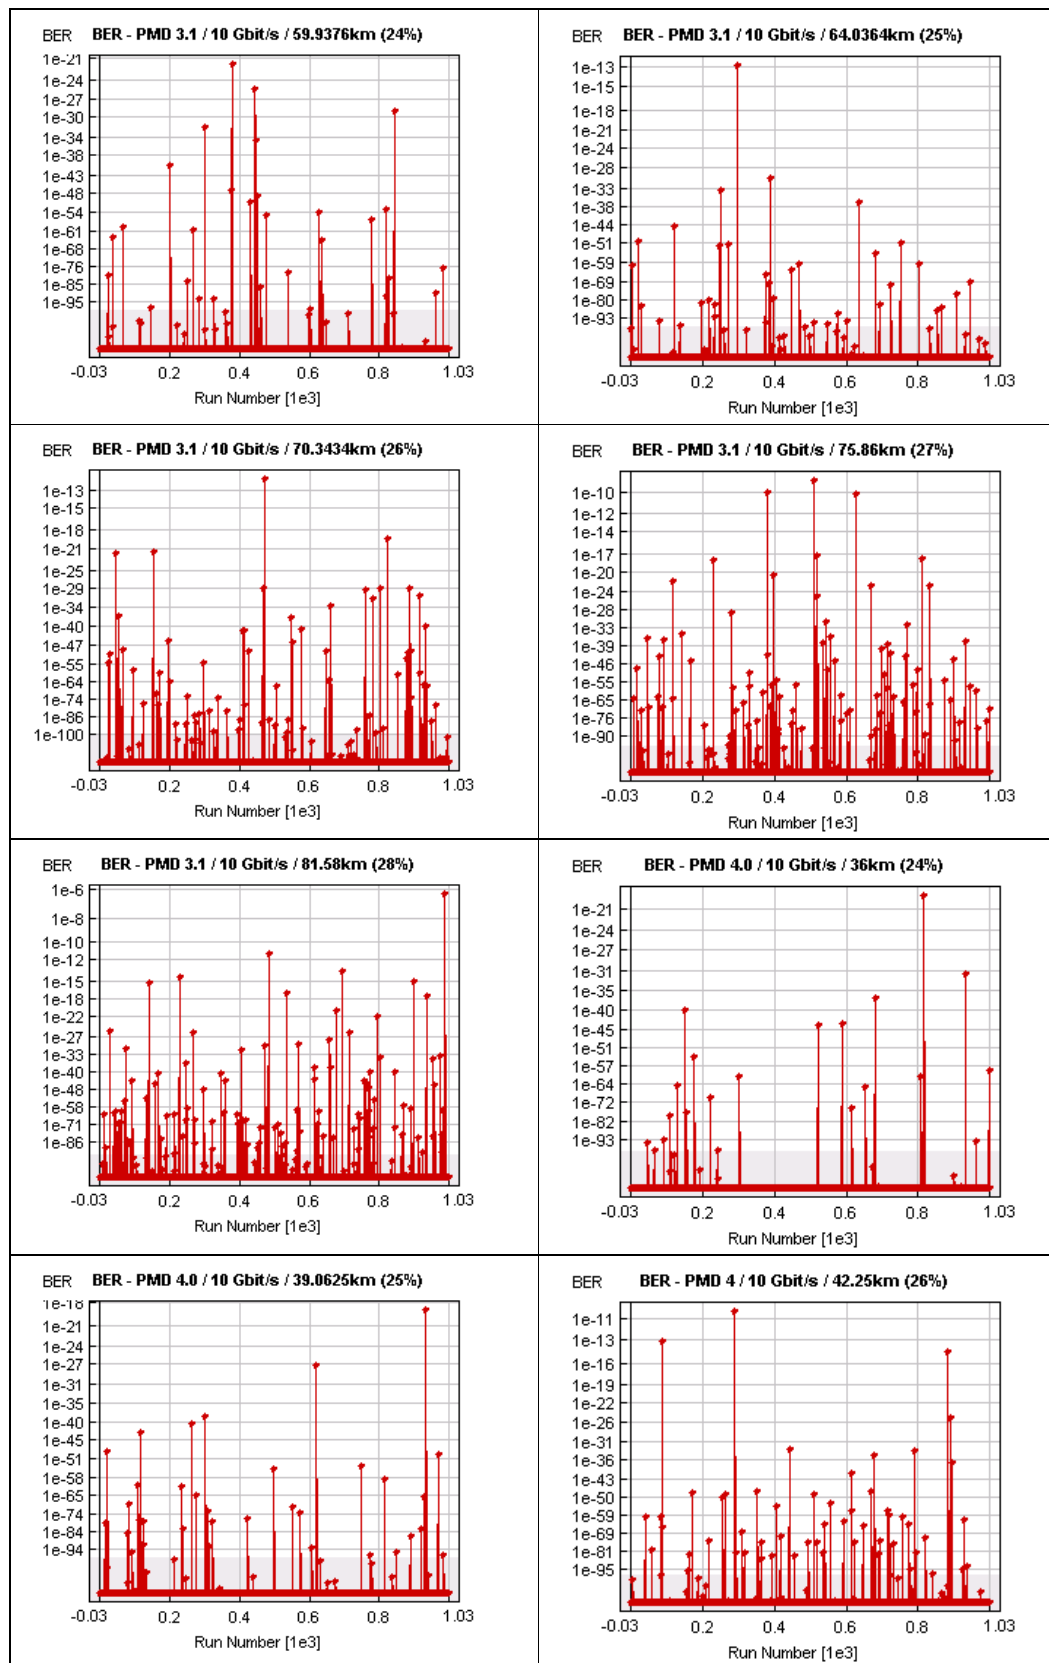 BER BER - PMD 3.1 / 10 Gbit/s / 59.9376km (24%)
1e-21
1e-24
1e-27
1e-30
1e-34
1e-38
1e-43
1e-48
1e-54
1e-61
1e-68
1e-76
1e-85
1e-95
-0.03 0.2 0.4 0.6 0.8 1.03
Run Number [1e3]
BER BER - PMD 3.1 / 10 Gbit/s / 64.0364km (25%)
1e-13
1e-15
1e-18
1e-21
1e-24
1e-28
1e-33
1e-38
1e-44
1e-51
1e-59
1e-69
1e-80
1e-93
-0.03 0.2 0.4 0.6 0.8 1.03
Run Number [1e3]
BER BER - PMD 3.1 / 10 Gbit/s / 70.3434km (26%)
1e-13
1e-15
1e-18
1e-21
1e-25
1e-29
1e-34
1e-40
1e-47
1e-55
1e-64
1e-74
1e-86
1e-100
-0.03 0.2 0.4 0.6 0.8 1.03
Run Number [1e3]
BER BER - PMD 3.1 / 10 Gbit/s / 75.86km (27%)
1e-10
1e-12
1e-14
1e-17
1e-20
1e-24
1e-28
1e-33
1e-39
1e-46
1e-55
1e-65
1e-76
1e-90
-0.03 0.2 0.4 0.6 0.8 1.03
Run Number [1e3]
BER BER - PMD 3.1 / 10 Gbit/s / 81.58km (28%)
1e-6
1e-8
1e-10
1e-12
1e-15
1e-18
1e-22
1e-27
1e-33
1e-40
1e-48
1e-58
1e-71
1e-86
-0.03 0.2 0.4 0.6 0.8 1.03
Run Number [1e3]
BER BER - PMD 4.0 / 10 Gbit/s / 36km (24%)
1e-21
1e-24
1e-27
1e-31
1e-35
1e-40
1e-45
1e-51
1e-57
1e-64
1e-72
1e-82
1e-93
-0.03 0.2 0.4 0.6 0.8 1.03
Run Number [1e3]
BER BER - PMD 4.0 / 10 Gbit/s / 39.0625km (25%)
1e-18
1e-21
1e-24
1e-27
1e-31
1e-35
1e-40
1e-45
1e-51
1e-58
1e-65
1e-74
1e-84
1e-94
-0.03 0.2 0.4 0.6 0.8 1.03
Run Number [1e3]
BER BER - PMD 4 / 10 Gbit/s / 42.25km (26%)
1e-11
1e-13
1e-16
1e-19
1e-22
1e-26
1e-31
1e-36
1e-43
1e-50
1e-59
1e-69
1e-81
1e-95
-0.03 0.2 0.4 0.6 0.8 1.03
Run Number [1e3]